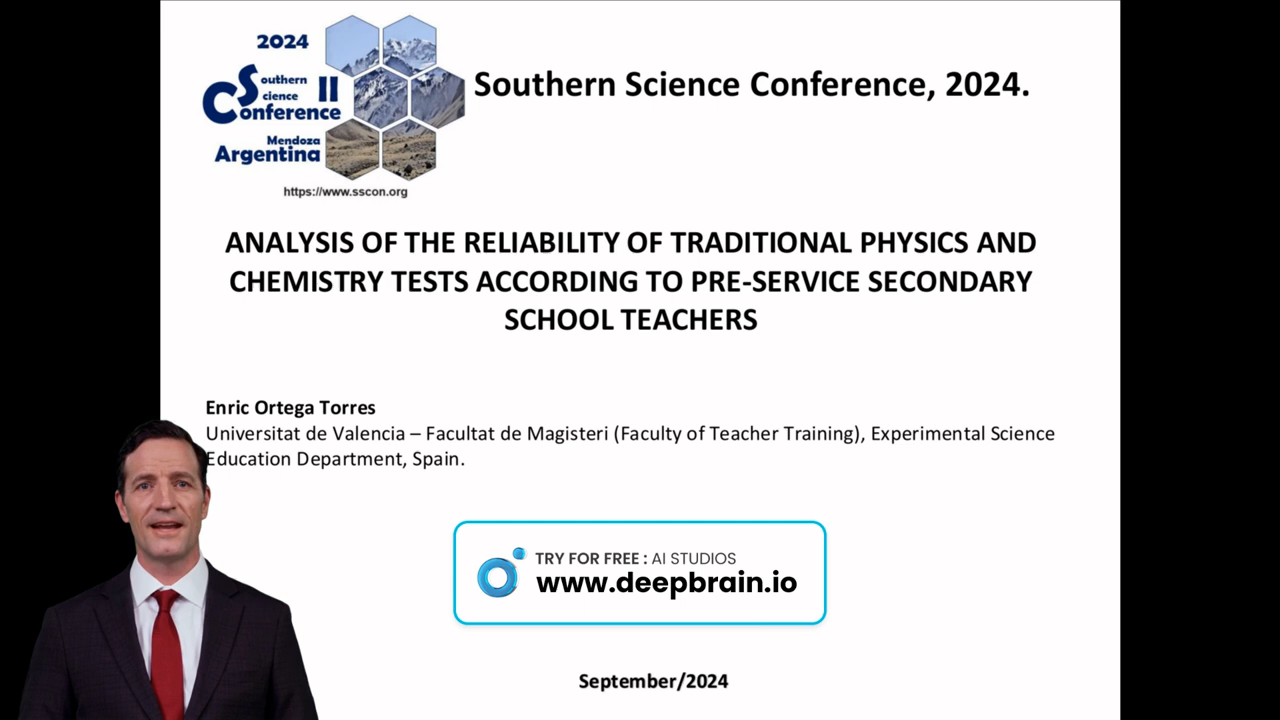 2024
Southern
Science II
Conference
Mendoza
Argentina
https://www.sscon.org
Southern Science Conference, 2024.
ANALYSIS OF THE RELIABILITY OF TRADITIONAL PHYSICS AND
CHEMISTRY TESTS ACCORDING TO PRE-SERVICE SECONDARY
SCHOOL TEACHERS
Enric Ortega Torres
Universitat de Valencia – Facultat de Magisteri (Faculty of Teacher Training), Experimental Science
Education Department, Spain.
TRY FOR FREE : AI STUDIOS
www.deepbrain.io
September/2024